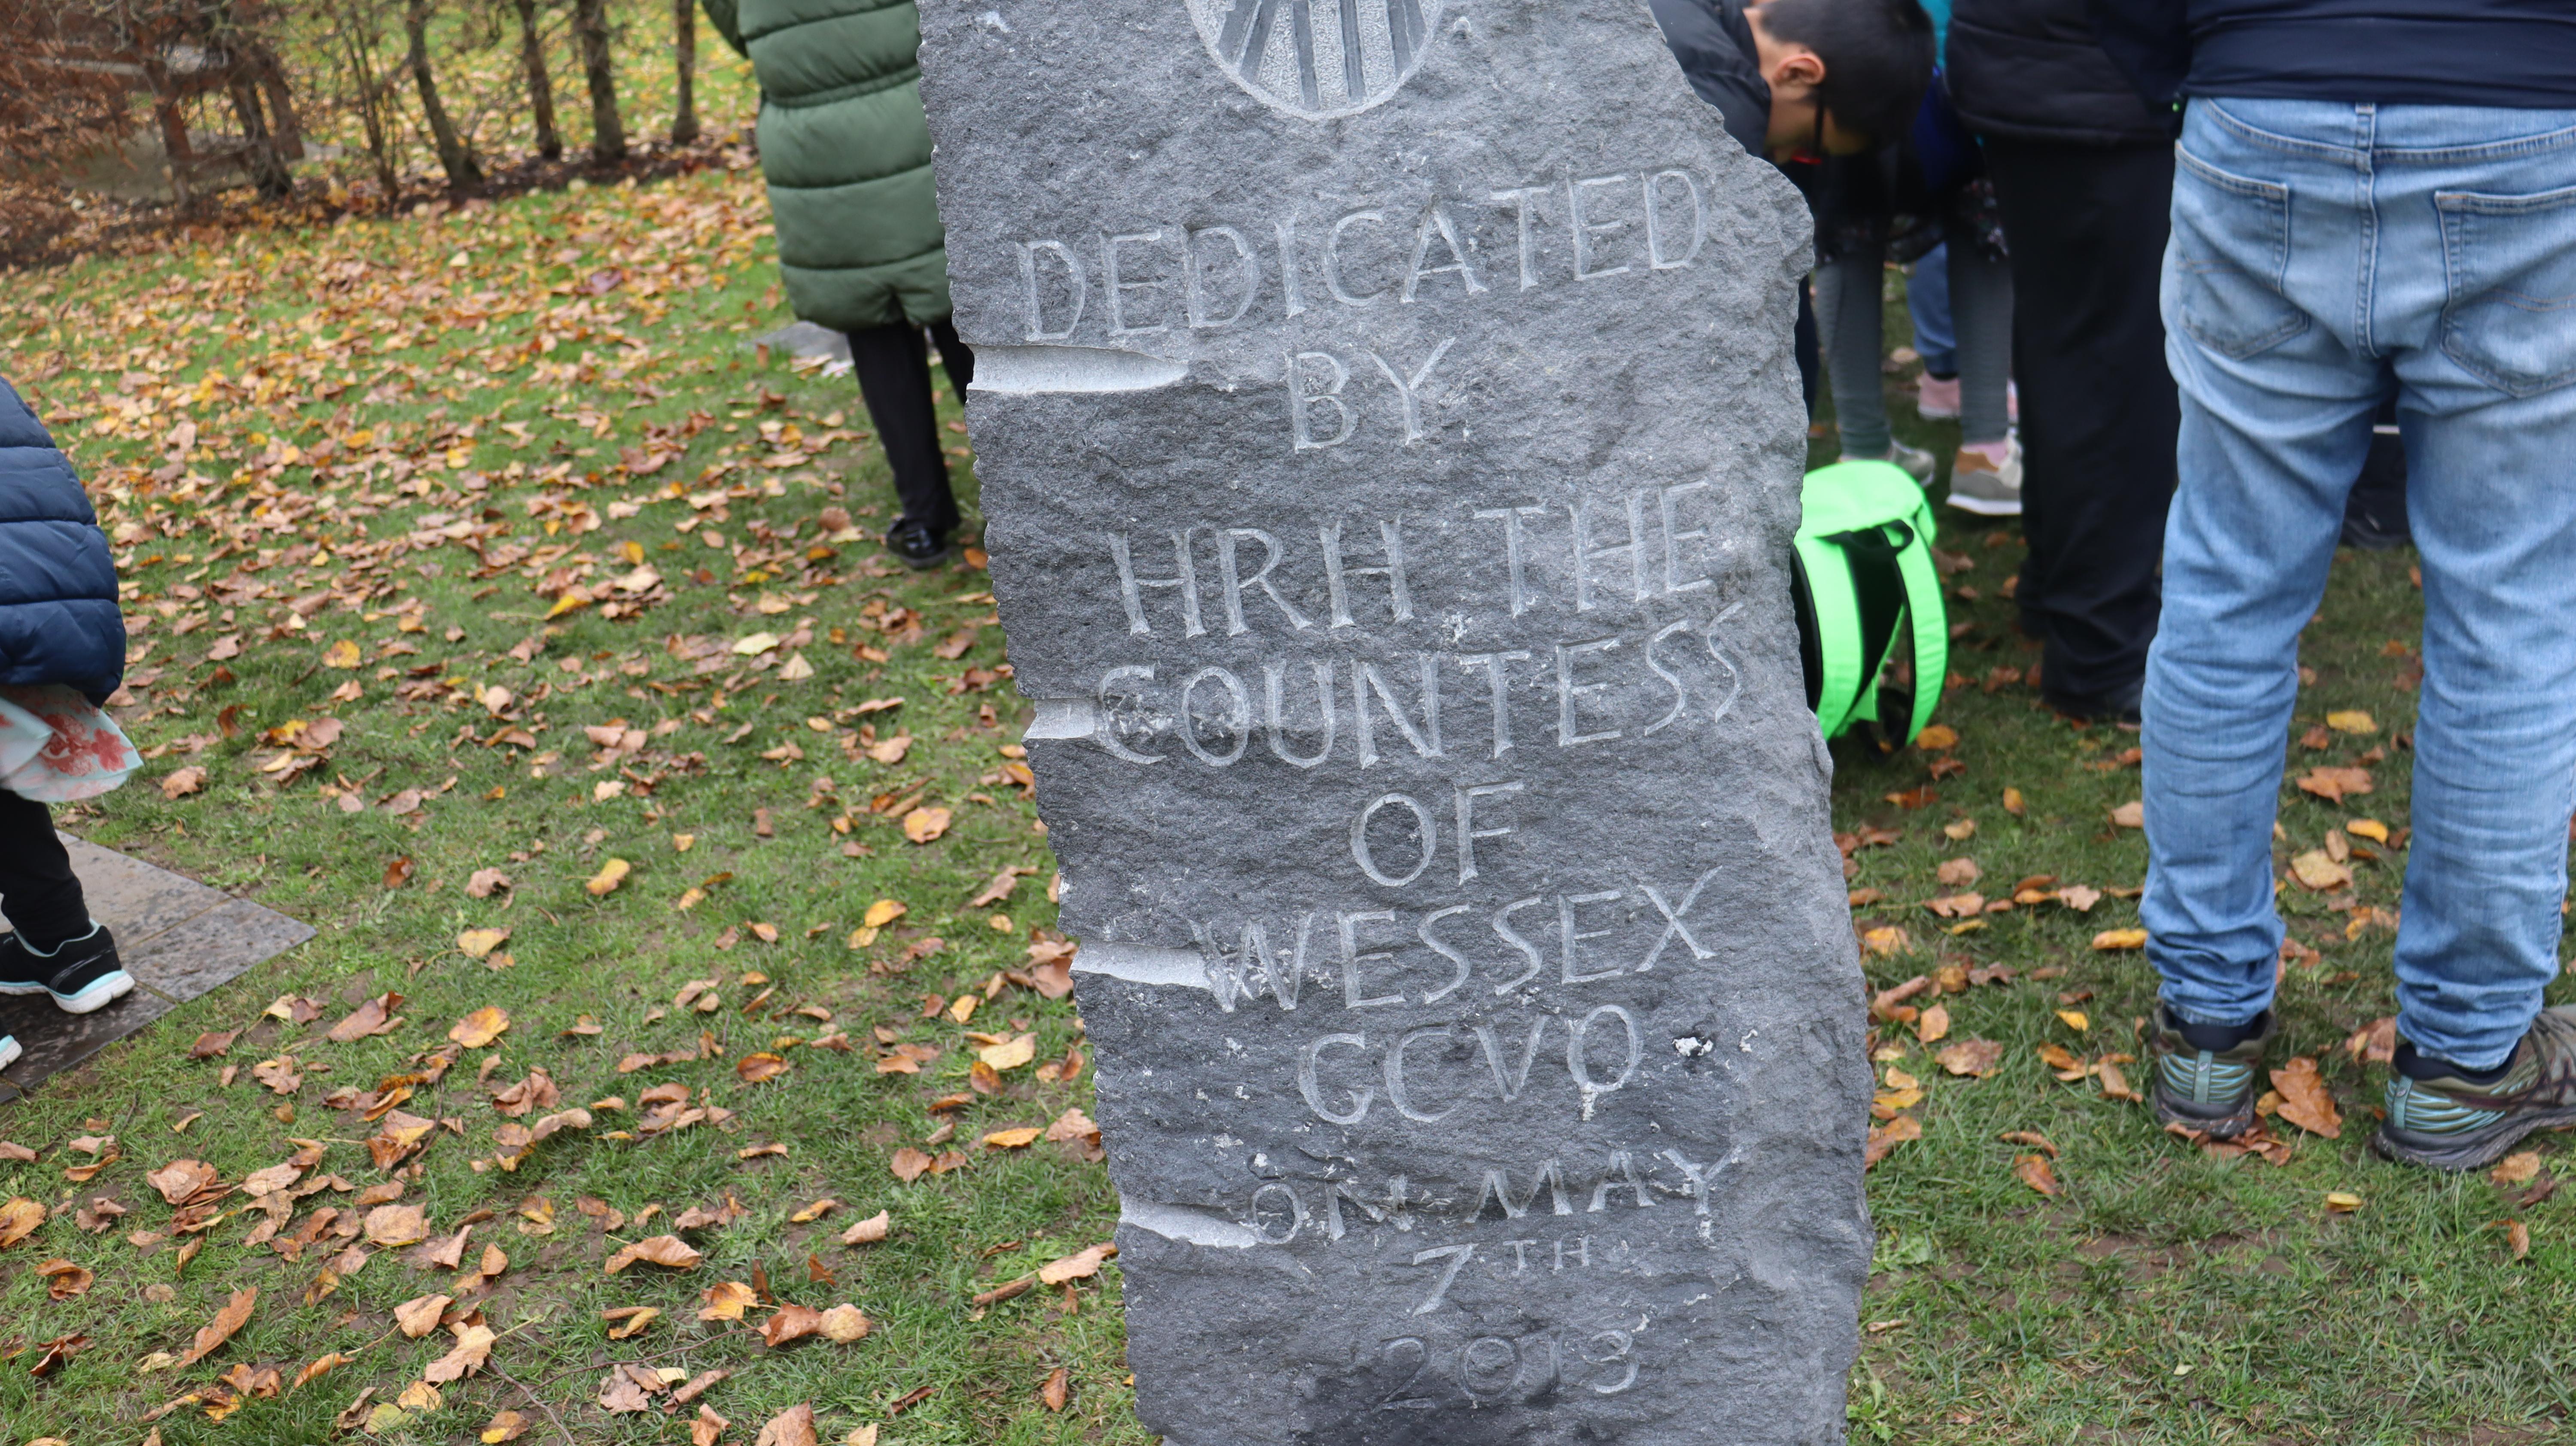 DEDICATED
BY
HRH THE
COUNTESS
OF
WESSEX
GCVO
ON MAY
7TH
2013